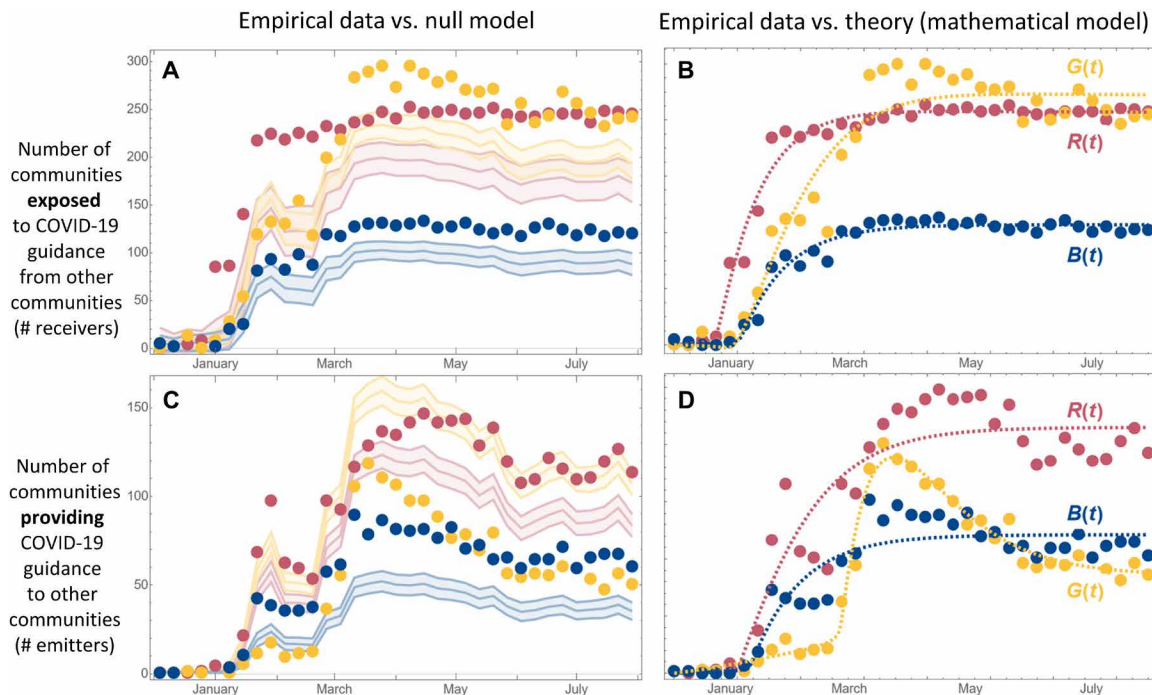 Empirical data vs. null model
Empirical data vs. theory (mathematical model)
Number of
communities
exposed
to COVID-19
guidance
from other
communities
(# receivers)
A
300
250
200
150
100
50
0
January
March
May
July
B
G(t)
R(t)
B(t)
January
March
May
July
Number of
communities
providing
COVID-19
guidance
to other
communities
(# emitters)
C
150
100
50
0
January
March
May
July
D
R(t)
B(t)
G(t)
January
March
May
July